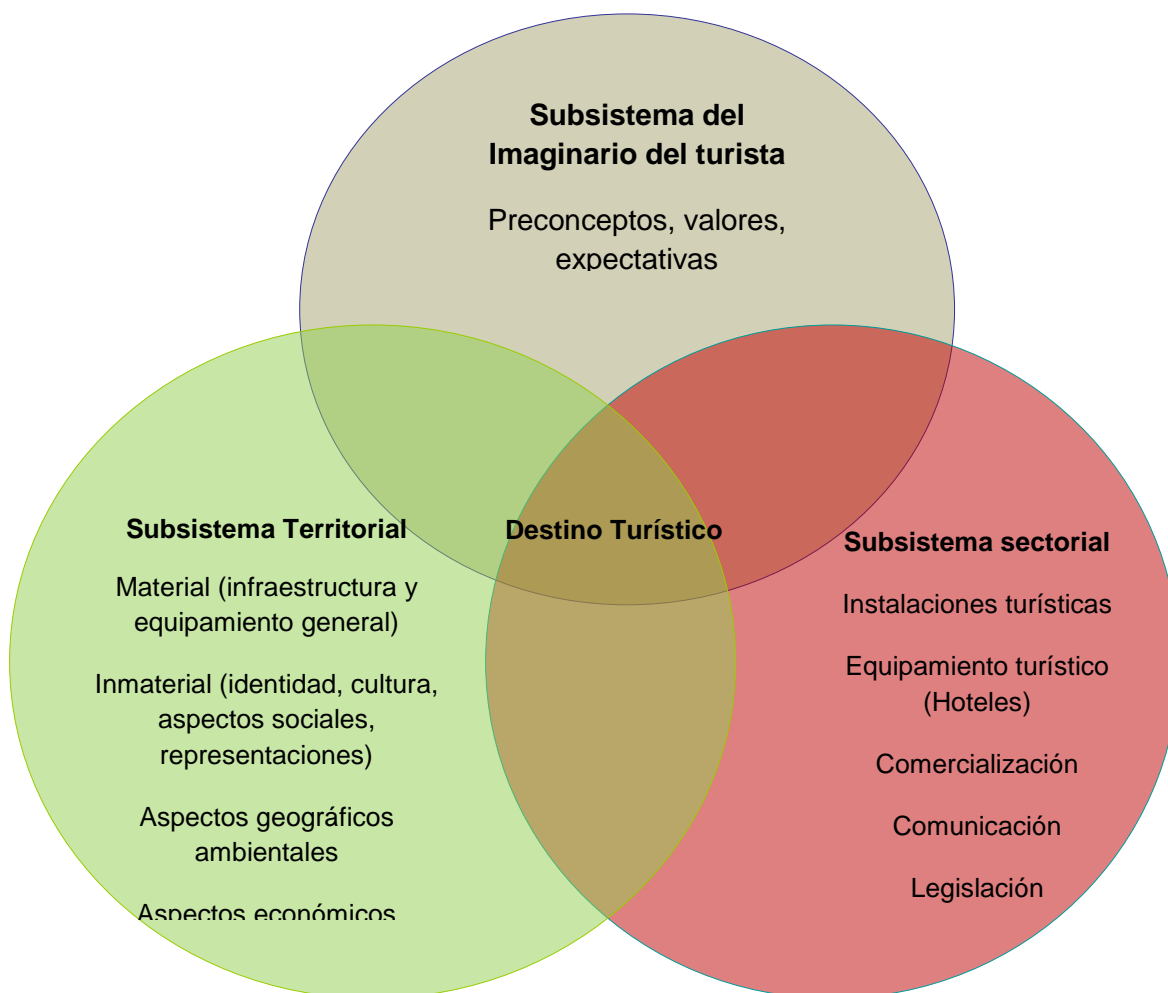 Subsistema del
Imaginario del turista
Preconceptos, valores,
expectativas
Subsistema Territorial
Material (infraestructura y
equipamiento general)
Inmaterial (identidad, cultura,
aspectos sociales,
representaciones)
Aspectos geográficos
ambientales
Aspectos económicos
Destino Turístico
Subsistema sectorial
Instalaciones turísticas
Equipamiento turístico
(Hoteles)
Comercialización
Comunicación
Legislación